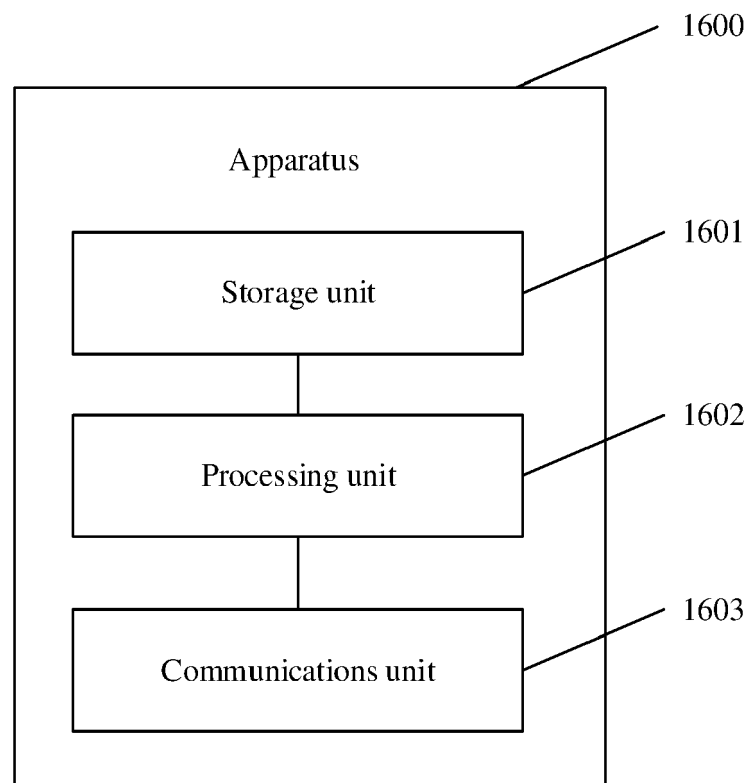 1600
Apparatus
1601
Storage unit
1602
Processing unit
1603
Communications unit